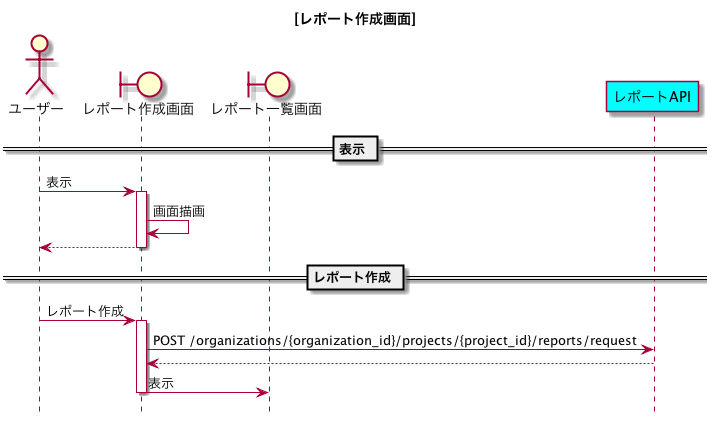 [レポート作成画面]
ユーザー
レポート作成画面
レポート一覧画面
レポートAPI
表示
表示
画面描画
レポート作成
レポート作成
POST /organizations/{organization_id}/projects/{project_id}/reports/request
表示